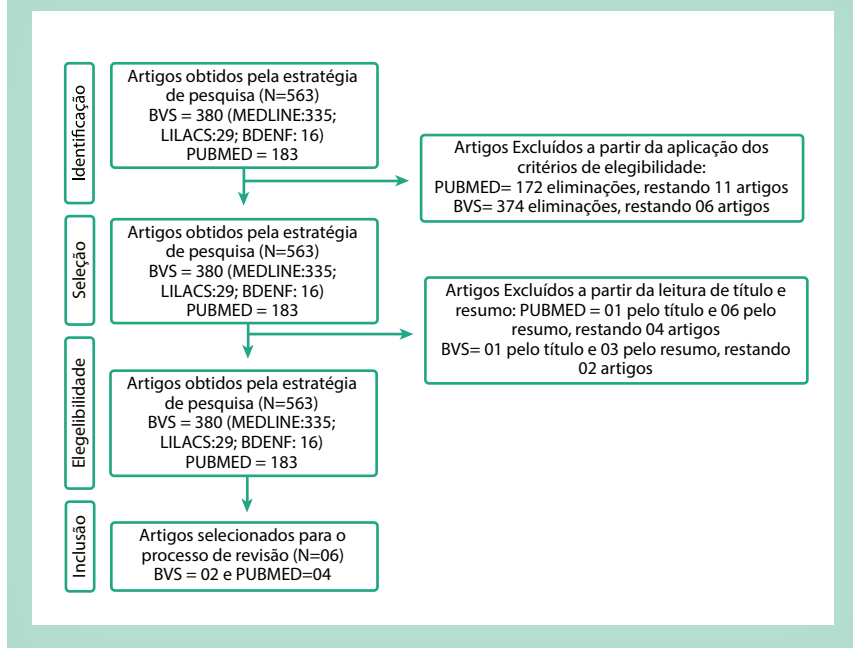 Identificação
Artigos obtidos pela estratégia
de pesquisa (N=563)
BVS = 380 (MEDLINE:335;
LILACS:29; BDENF: 16)
PUBMED = 183
Artigos Excluídos a partir da aplicação dos
critérios de elegibilidade:
PUBMED= 172 eliminações, restando 11 artigos
BVS= 374 eliminações, restando 06 artigos
Seleção
Artigos obtidos pela estratégia
de pesquisa (N=563)
BVS = 380 (MEDLINE:335;
LILACS:29; BDENF: 16)
PUBMED = 183
Artigos Excluídos a partir da leitura de título e
resumo: PUBMED = 01 pelo título e 06 pelo
resumo, restando 04 artigos
BVS= 01 pelo título e 03 pelo resumo, restando
02 artigos
Elegelibilidade
Artigos obtidos pela estratégia
de pesquisa (N=563)
BVS = 380 (MEDLINE:335;
LILACS:29; BDENF: 16)
PUBMED = 183
Inclusão
Artigos selecionados para o
processo de revisão (N=06)
BVS = 02 e PUBMED=04